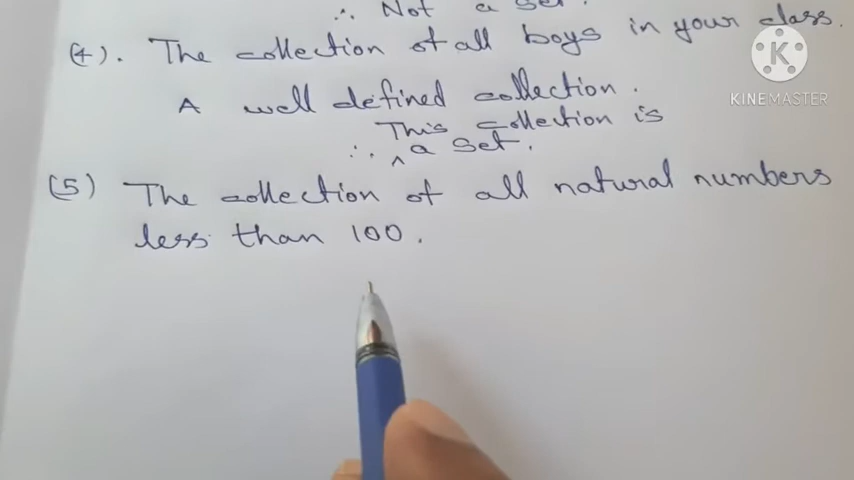 ∴ Not a set.
(4). The collection of all boys in your class.
A well defined collection.
This collection is
∴ ^ a set.
(5) The collection of all natural numbers
less than 100.
KINEMASTER